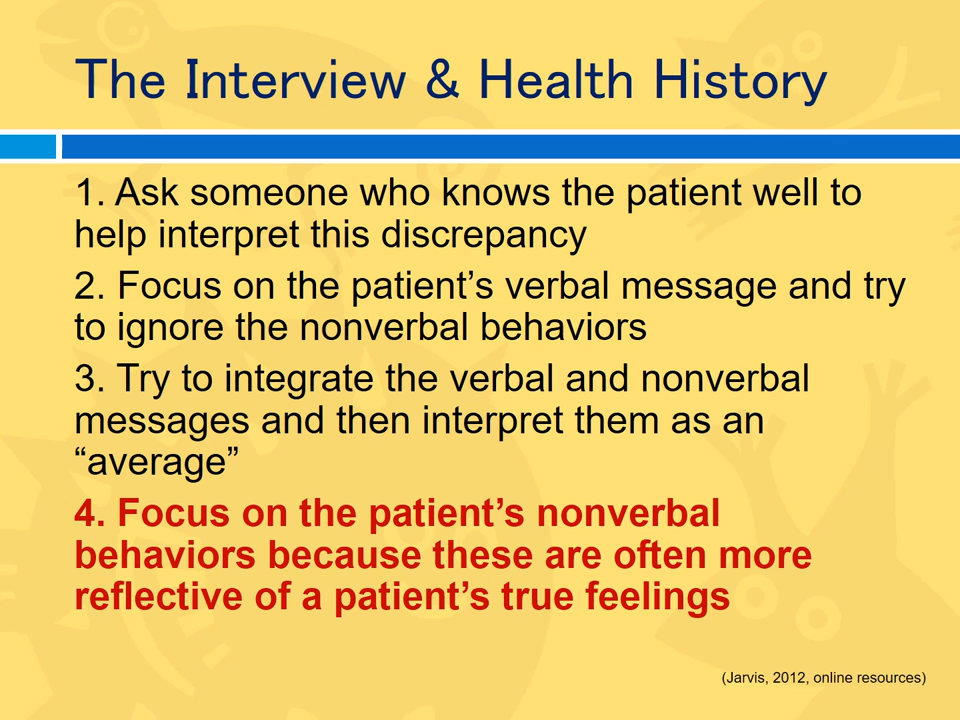 The Interview & Health History
1. Ask someone who knows the patient well to
help interpret this discrepancy
2. Focus on the patient’s verbal message and try
to ignore the nonverbal behaviors
3. Try to integrate the verbal and nonverbal
messages and then interpret them as an
“average”
4. Focus on the patient’s nonverbal
behaviors because these are often more
reflective of a patient’s true feelings
(Jarvis, 2012, online resources)